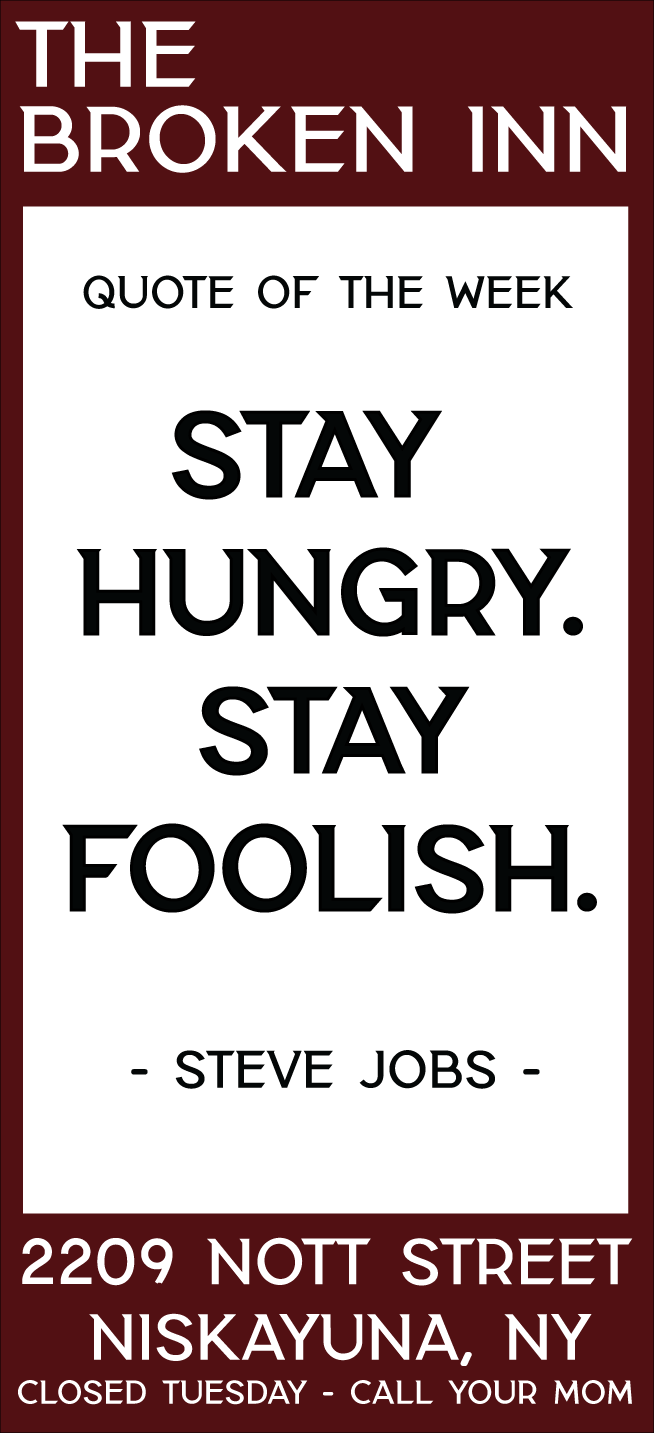 THE
BROKEN INN
QUOTE OF THE WEEK
STAY
HUNGRY.
STAY
FOOLISH.
- STEVE JOBS -
2209 NOTT STREET
NISKAYUNA, NY
CLOSED TUESDAY - CALL YOUR MOM